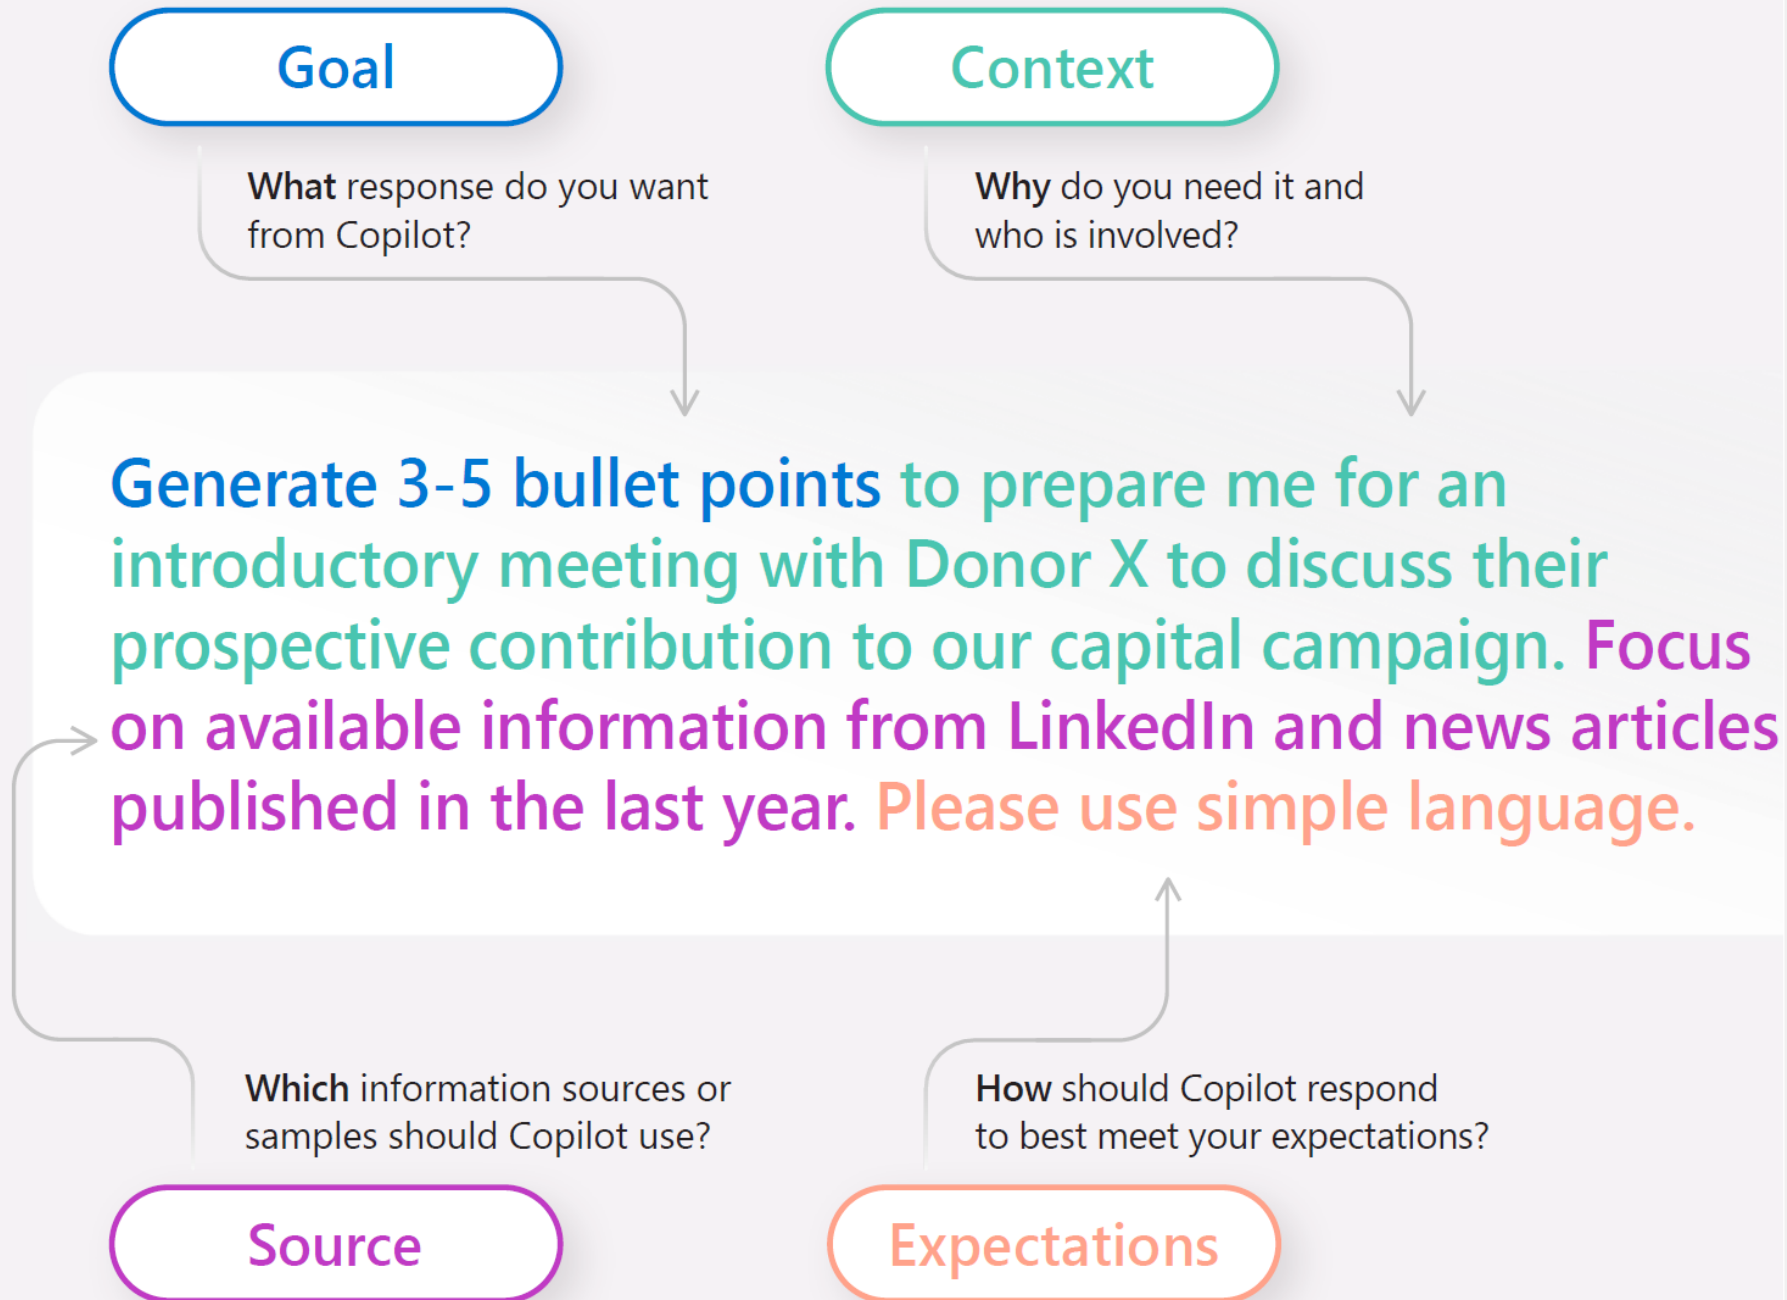 Goal
Context
What response do you want
from Copilot?
Why do you need it and
who is involved?
Generate 3-5 bullet points to prepare me for an
introductory meeting with Donor X to discuss their
prospective contribution to our capital campaign. Focus
on available information from LinkedIn and news articles
published in the last year. Please use simple language.
Which information sources or
samples should Copilot use?
How should Copilot respond
to best meet your expectations?
Source
Expectations